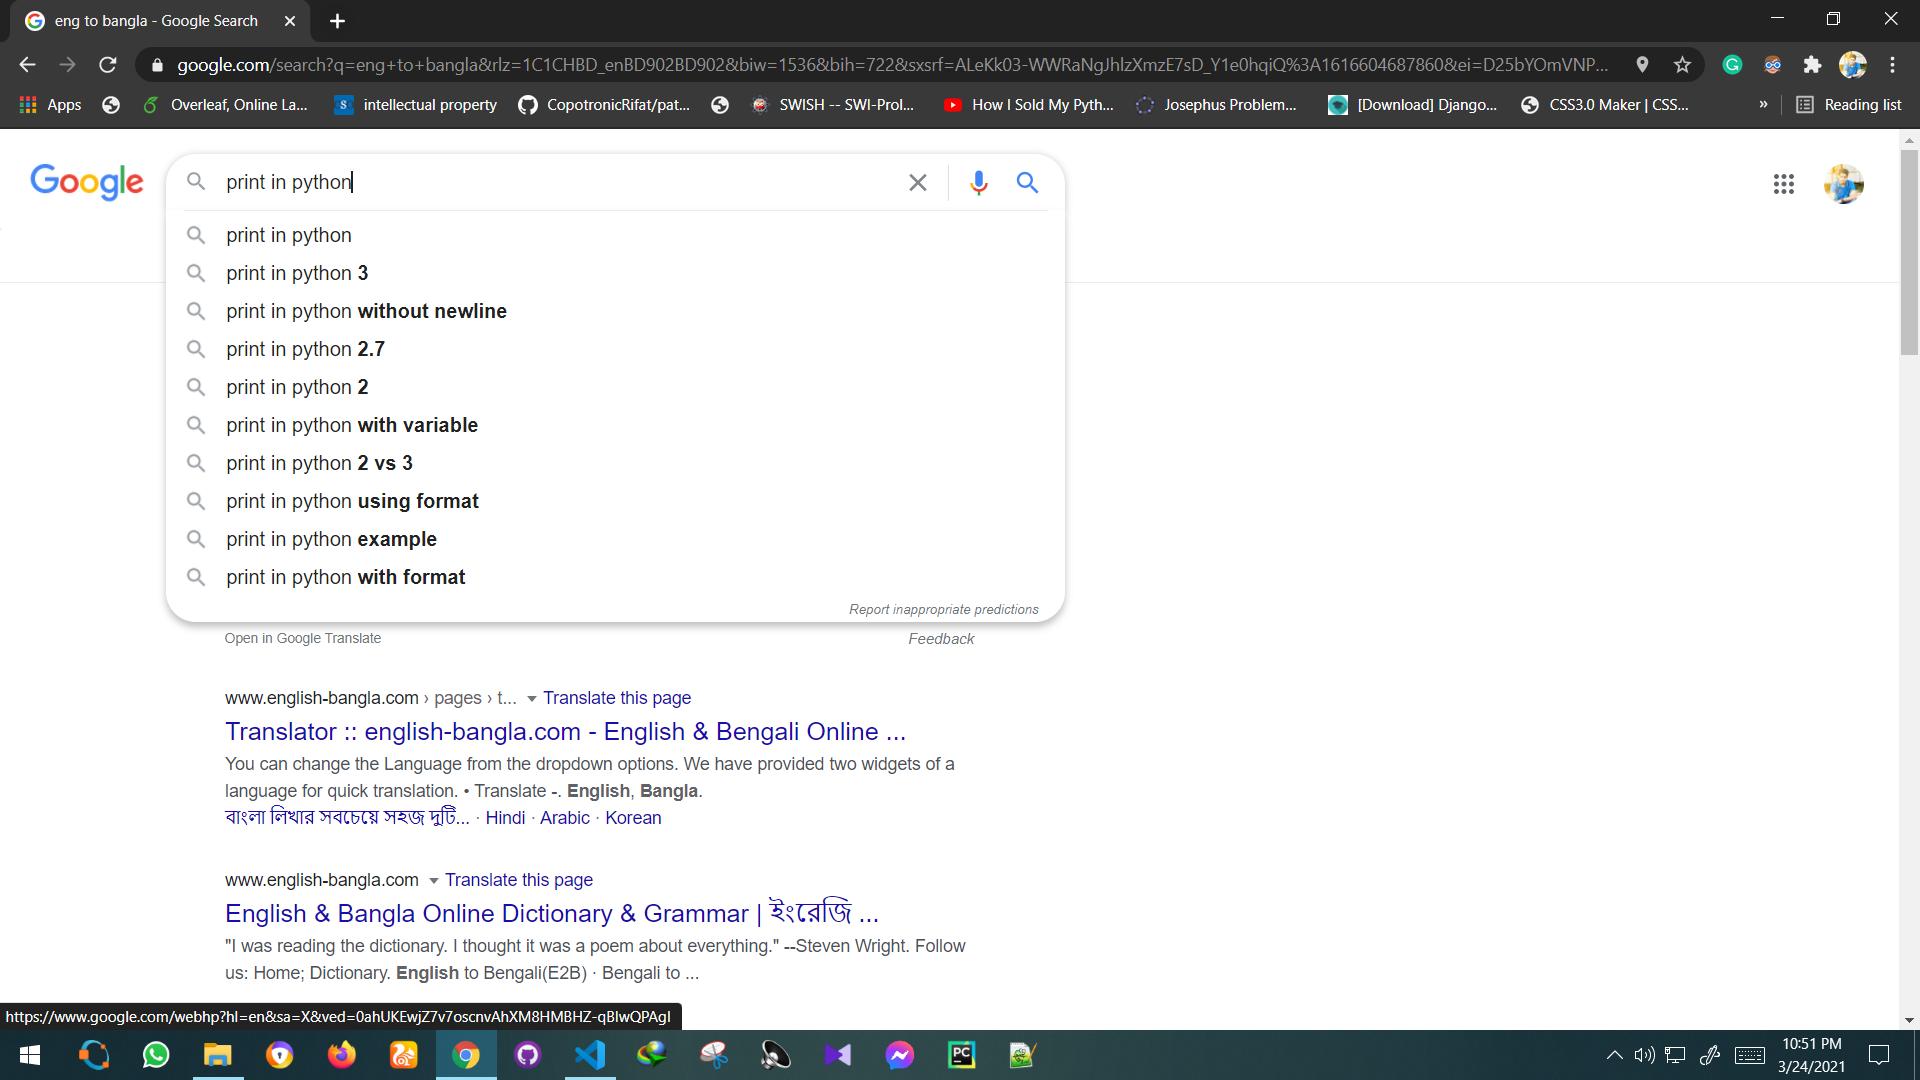 eng to bangla - Google Search
google.com/search?q=eng+to+bangla&rlz=1C1CHBD_enBD902BD902&biw=1536&bih=722&sxsrf=ALeKk03-WWRaNgJhlzXmzE7sD_Y1e0hqiQ%3A1616604687860&ei=D25bYOmVNP...
Apps Overleaf, Online La... intellectual property CopotronicRifat/pat... SWISH -- SWI-Prol... How I Sold My Pyth... Josephus Problem... [Download] Django... CSS3.0 Maker | CSS... » Reading list
Google print in python
print in python
print in python 3
print in python without newline
print in python 2.7
print in python 2
print in python with variable
print in python 2 vs 3
print in python using format
print in python example
print in python with format
Report inappropriate predictions
Open in Google Translate Feedback
www.english-bangla.com › pages › t... Translate this page
Translator :: english-bangla.com - English & Bengali Online ...
You can change the Language from the dropdown options. We have provided two widgets of a
language for quick translation. • Translate -. English, Bangla.
বাংলা লিখার সবচেয়ে সহজ দুটি... · Hindi · Arabic · Korean
www.english-bangla.com Translate this page
English & Bangla Online Dictionary & Grammar | ইংরেজি ...
"I was reading the dictionary. I thought it was a poem about everything." --Steven Wright. Follow
us: Home; Dictionary. English to Bengali(E2B) · Bengali to ...
https://www.google.com/webhp?hl=en&sa=X&ved=0ahUKEwjZ7v7oscnvAhXM8HMBHZ-qBlwQPAgI
PC
10:51 PM
3/24/2021